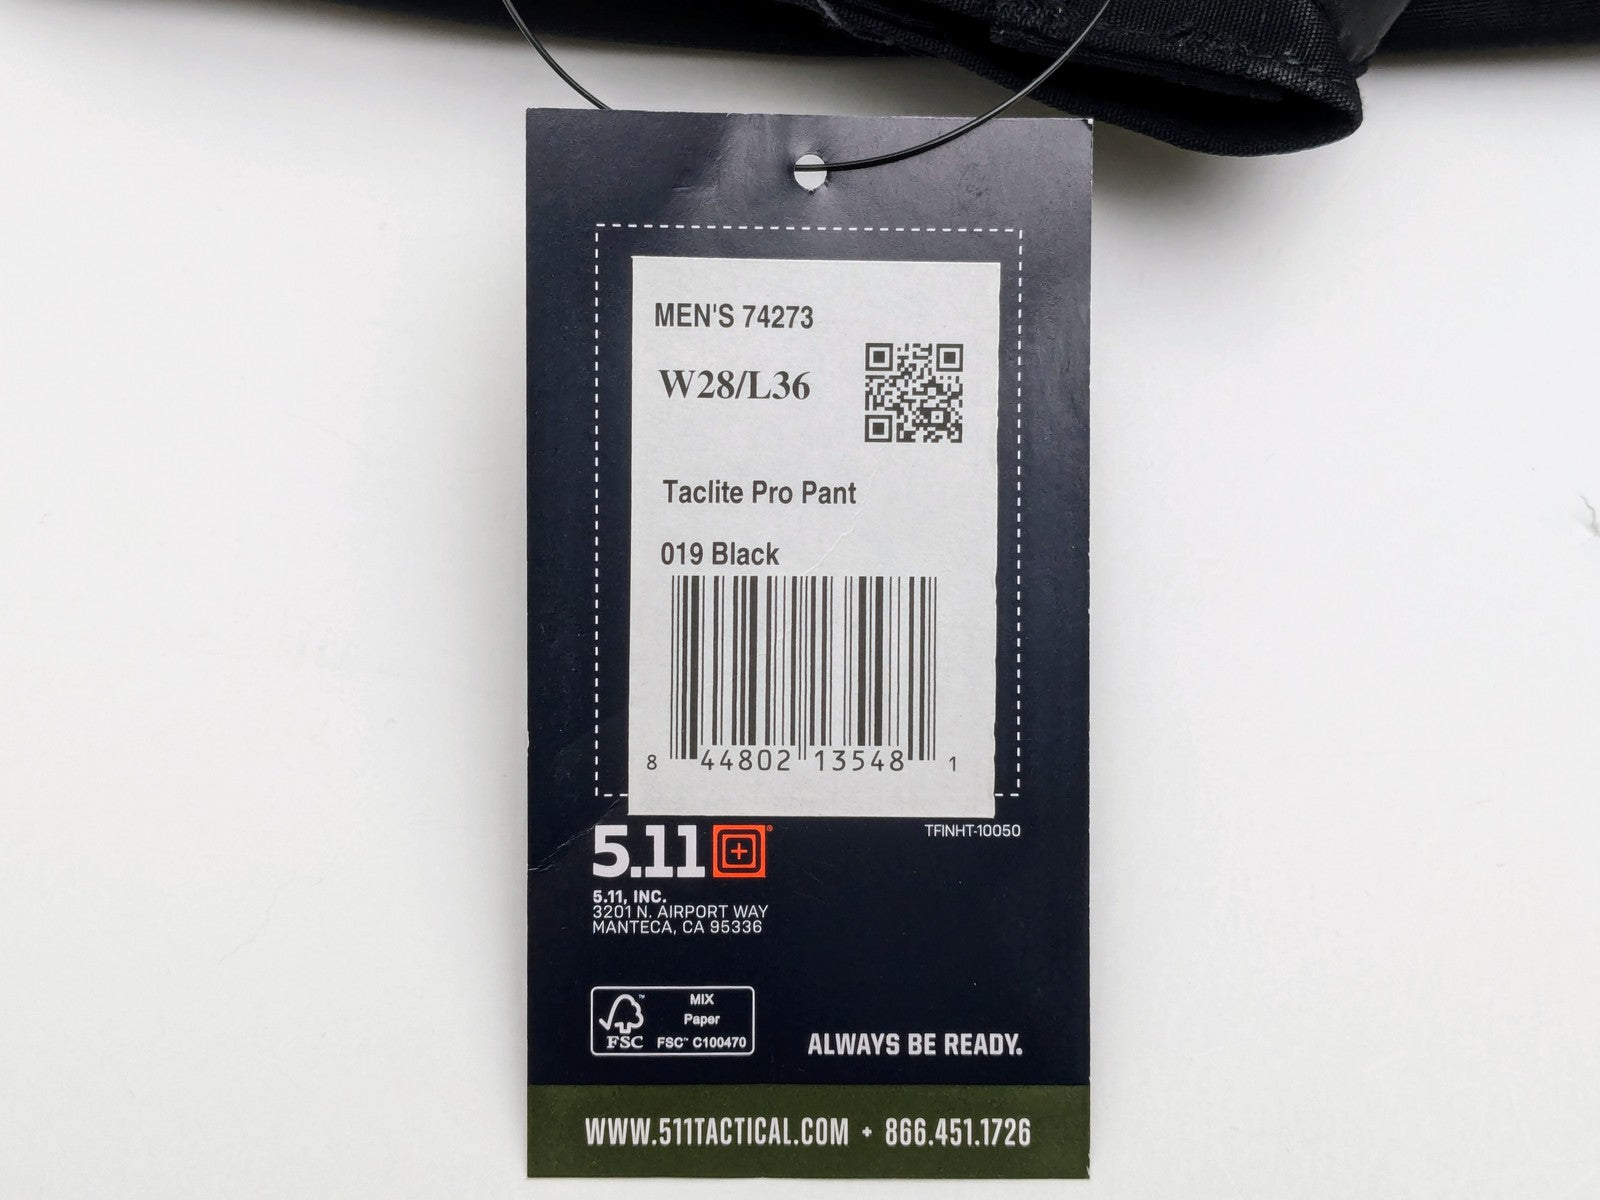 MEN'S 74273
W28/L36
Taclite Pro Pant
019 Black
8 44802 13548 1
TFINHT-10050
5.11®
5.11, INC.
3201 N. AIRPORT WAY
MANTECA, CA 95336
MIX
Paper
FSC™ C100470
FSC
ALWAYS BE READY.
WWW.511TACTICAL.COM • 866.451.1726